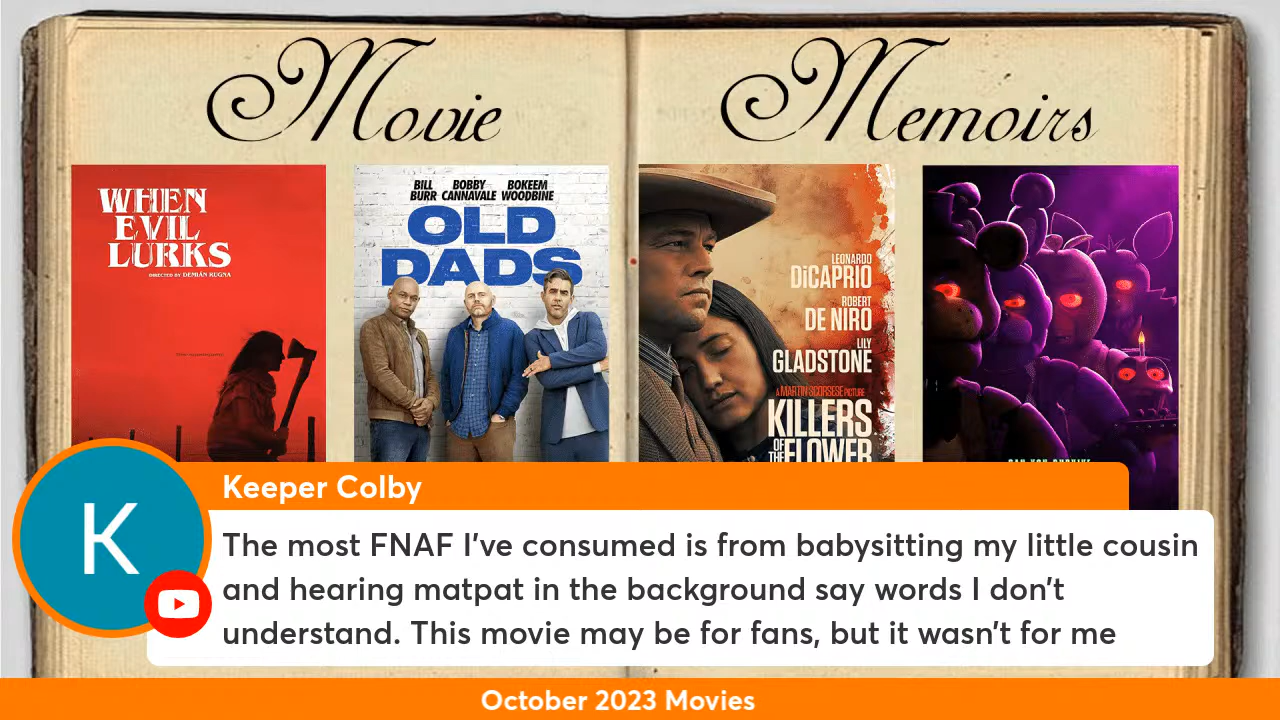 Movie Memoirs
WHEN
EVIL
LURKS
DIRECTED BY DEMIÁN RUGNA
BILL BURR
BOBBY CANNAVALE
BOKEEM WOODBINE
OLD
DADS
LEONARDO
DiCAPRIO
ROBERT
DE NIRO
LILY
GLADSTONE
A MARTIN SCORSESE PICTURE
KILLERS
OF THE FLOWER
K
Keeper Colby
The most FNAF I've consumed is from babysitting my little cousin
and hearing matpat in the background say words I don't
understand. This movie may be for fans, but it wasn't for me
October 2023 Movies